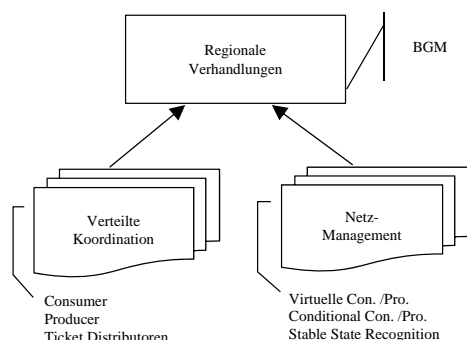 Regionale
Verhandlungen
BGM
Verteilte
Koordination
Netz-
Management
Consumer
Producer
Ticket Distributoren
Virtuelle Con. /Pro.
Conditional Con. /Pro.
Stable State Recognition